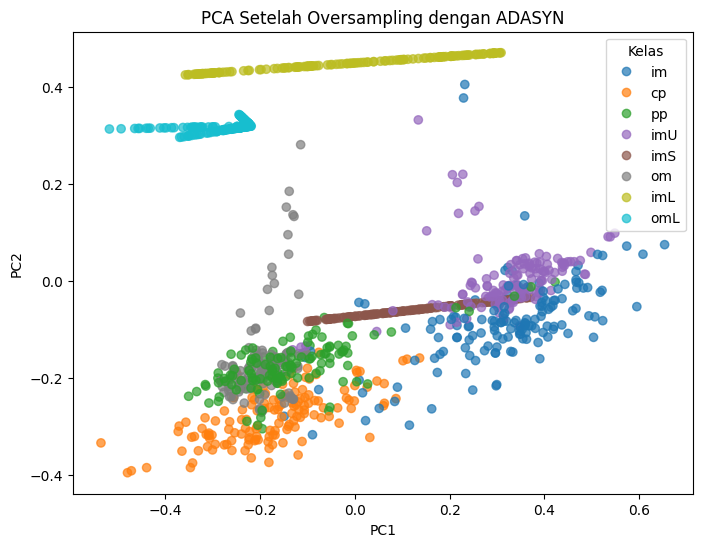 PCA Setelah Oversampling dengan ADASYN
Kelas
im
cp
pp
imU
imS
om
imL
omL
PC2
0.4
0.2
0.0
−0.2
−0.4
−0.4
−0.2
0.0
0.2
0.4
0.6
PC1